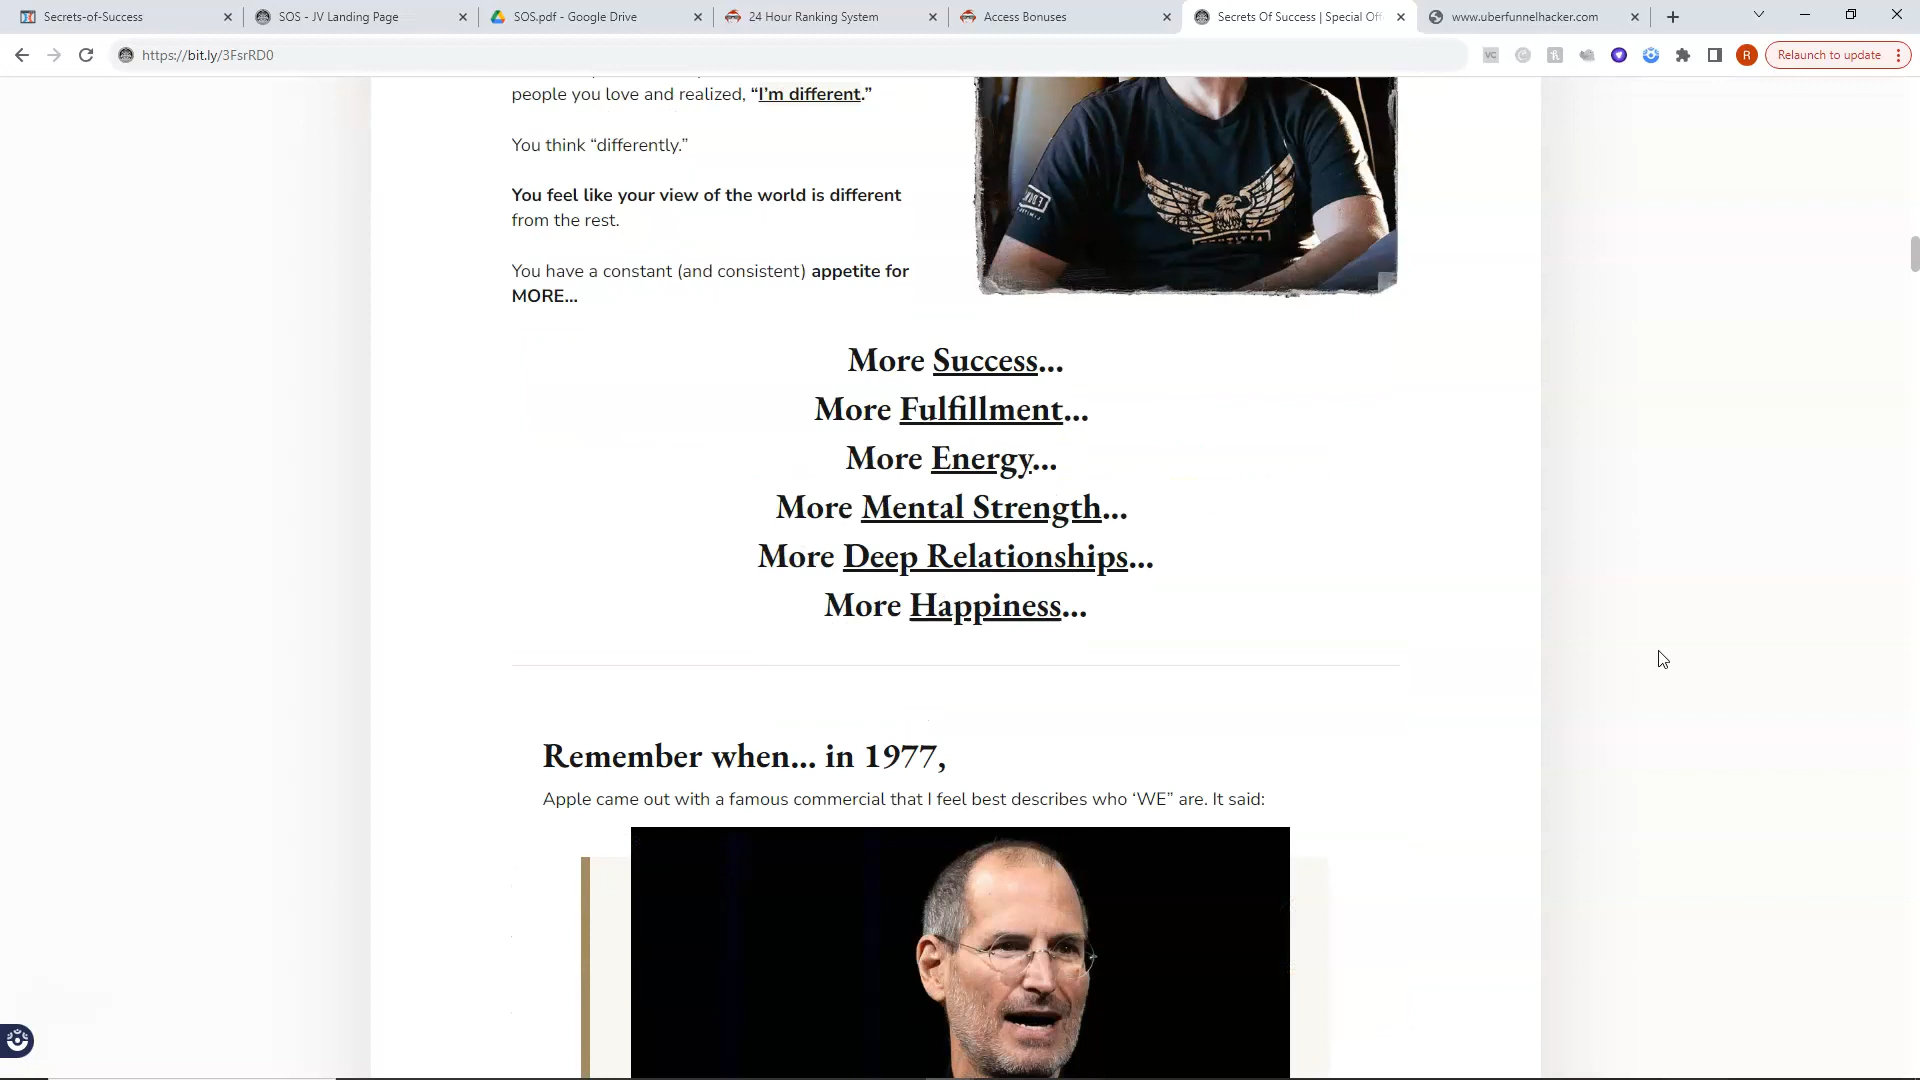 Secrets-of-Success
SOS - JV Landing Page
SOS.pdf - Google Drive
24 Hour Ranking System
Access Bonuses
Secrets Of Success | Special Off
www.uberfunnelhacker.com
https://bit.ly/3FsrRD0
VC
R
Relaunch to update
people you love and realized, “I’m different.”
You think “differently.”
You feel like your view of the world is different
from the rest.
You have a constant (and consistent) appetite for
MORE...
More Success...
More Fulfillment...
More Energy...
More Mental Strength...
More Deep Relationships...
More Happiness...
Remember when... in 1977,
Apple came out with a famous commercial that I feel best describes who ‘WE” are. It said: